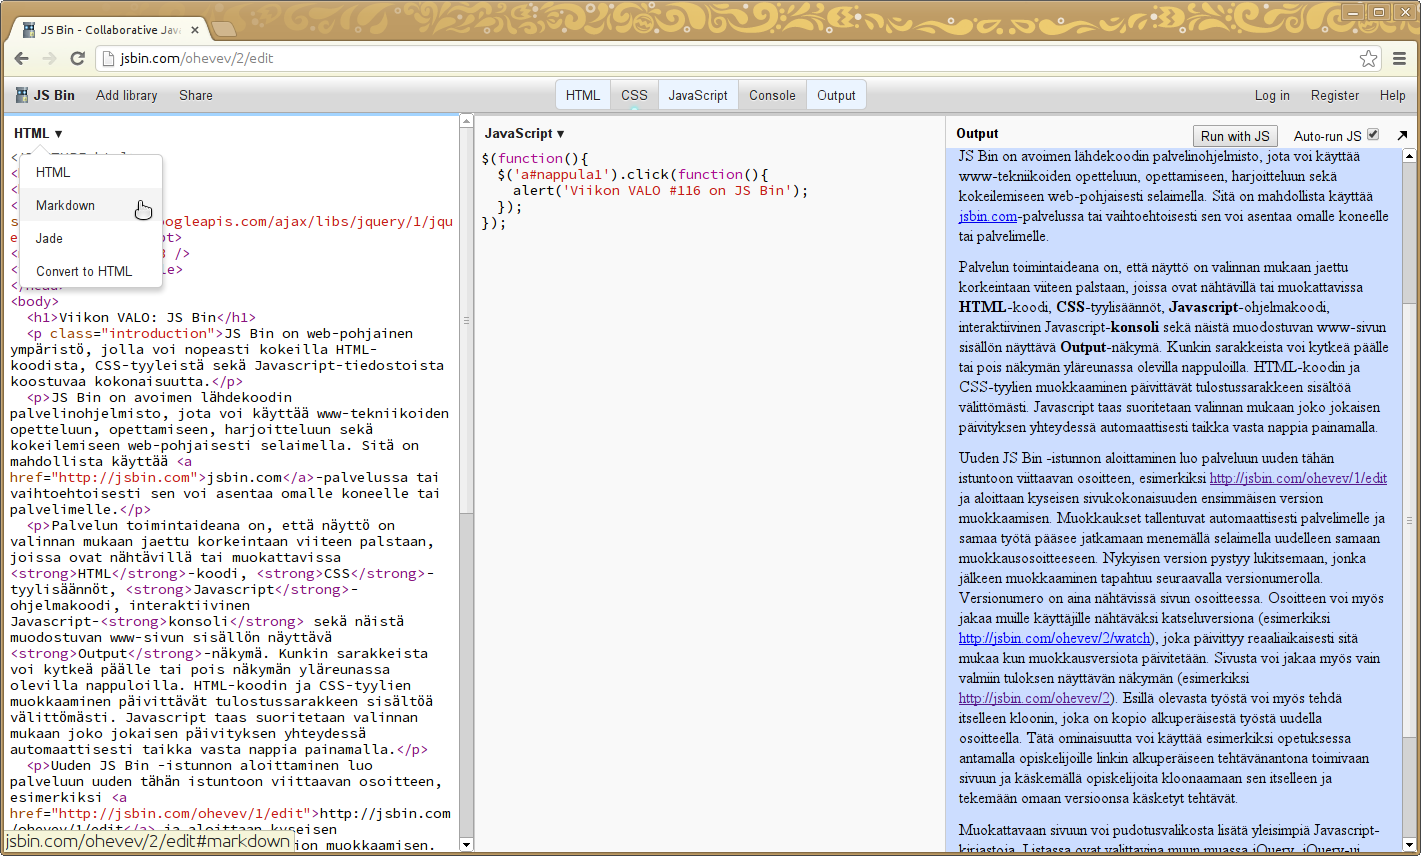 JS Bin - Collaborative Java
jsbin.com/ohevev/2/edit
JS Bin Add library Share HTML CSS JavaScript Console Output Log in Register Help
HTML ▾
HTML
Markdown
Jade
Convert to HTML
ogleapis.com/ajax/libs/jquery/1/jqu
<body>
<h1>Viikon VALO: JS Bin</h1>
<p class="introduction">JS Bin on web-pohjainen
ympäristö, jolla voi nopeasti kokeilla HTML-
koodista, CSS-tyyleistä sekä Javascript-tiedostoista
koostuvaa kokonaisuutta.</p>
<p>JS Bin on avoimen lähdekoodin
palvelinohjelmisto, jota voi käyttää www-tekniikoiden
opetteluun, opettamiseen, harjoitteluun sekä
kokeilemiseen web-pohjaisesti selaimella. Sitä on
mahdollista käyttää <a
href="http://jsbin.com">jsbin.com</a>-palvelussa tai
vaihtoehtoisesti sen voi asentaa omalle koneelle tai
palvelimelle.</p>
<p>Palvelun toimintaideana on, että näyttö on
valinnan mukaan jaettu korkeintaan viiteen palstaan,
joissa ovat nähtävillä tai muokattavissa
<strong>HTML</strong>-koodi, <strong>CSS</strong>-
tyylisäännöt, <strong>Javascript</strong>-
ohjelmakoodi, interaktiivinen
Javascript-<strong>konsoli</strong> sekä näistä
muodostuvan www-sivun sisällön näyttävä
<strong>Output</strong>-näkymä. Kunkin sarakkeista
voi kytkeä päälle tai pois näkymän yläreunassa
olevilla nappuloilla. HTML-koodin ja CSS-tyylien
muokkaaminen päivittävät tulostussarakkeen sisältöä
välittömästi. Javascript taas suoritetaan valinnan
mukaan joko jokaisen päivityksen yhteydessä
automaattisesti taikka vasta nappia painamalla.</p>
<p>Uuden JS Bin -istunnon aloittaminen luo
palveluun uuden tähän istuntoon viittaavan osoitteen,
esimerkiksi <a
href="http://jsbin.com/ohevev/1/edit">http://jsbin.com
/ohevev/1/edit</a> ja aloittaan kyseisen
ion muokkaamisen.
jsbin.com/ohevev/2/edit#markdown
JavaScript ▾
$(function(){
$('a#nappula1').click(function(){
alert('Viikon VALO #116 on JS Bin');
});
});
Output Run with JS Auto-run JS
JS Bin on avoimen lähdekoodin palvelinohjelmisto, jota voi käyttää
www-tekniikoiden opetteluun, opettamiseen, harjoitteluun sekä
kokeilemiseen web-pohjaisesti selaimella. Sitä on mahdollista käyttää
jsbin.com-palvelussa tai vaihtoehtoisesti sen voi asentaa omalle koneelle
tai palvelimelle.
Palvelun toimintaideana on, että näyttö on valinnan mukaan jaettu
korkeintaan viiteen palstaan, joissa ovat nähtävillä tai muokattavissa
HTML-koodi, CSS-tyylisäännöt, Javascript-ohjelmakoodi,
interaktiivinen Javascript-konsoli sekä näistä muodostuvan www-sivun
sisällön näyttävä Output-näkymä. Kunkin sarakkeista voi kytkeä päälle
tai pois näkymän yläreunassa olevilla nappuloilla. HTML-koodin ja
CSS-tyylien muokkaaminen päivittävät tulostussarakkeen sisältöä
välittömästi. Javascript taas suoritetaan valinnan mukaan joko jokaisen
päivityksen yhteydessä automaattisesti taikka vasta nappia painamalla.
Uuden JS Bin -istunnon aloittaminen luo palveluun uuden tähän
istuntoon viittaavan osoitteen, esimerkiksi http://jsbin.com/ohevev/1/edit
ja aloittaan kyseisen sivukokonaisuuden ensimmäisen version
muokkaamisen. Muokkaukset tallentuvat automaattisesti palvelimelle ja
samaa työtä pääsee jatkamaan menemällä selaimella uudelleen samaan
muokkausosoitteeseen. Nykyisen version pystyy lukitsemaan, jonka
jälkeen muokkaaminen tapahtuu seuraavalla versionumerolla.
Versionumero on aina nähtävissä sivun osoitteessa. Osoitteen voi myös
jakaa muille käyttäjille nähtäväksi katseluversiona (esimerkiksi
http://jsbin.com/ohevev/2/watch), joka päivittyy reaaliaikaisesti sitä
mukaa kun muokkausversiota päivitetään. Sivusta voi jakaa myös vain
valmiin tuloksen näyttävän näkymän (esimerkiksi
http://jsbin.com/ohevev/2). Esillä olevasta työstä voi myös tehdä
itselleen kloonin, joka on kopio alkuperäisestä työstä uudella
osoitteella. Tätä ominaisuutta voi käyttää esimerkiksi opetuksessa
antamalla opiskelijoille linkin alkuperäiseen tehtävänantona toimivaan
sivuun ja käskemällä opiskelijoita kloonaamaan sen itselleen ja
tekemään omaan versioonsa käsketyt tehtävät.
Muokattavaan sivuun voi pudotusvalikosta lisätä yleisimpiä Javascript-
kirjastoja. Listassa ovat valittavina muun muassa jQuery, jQuery-ui